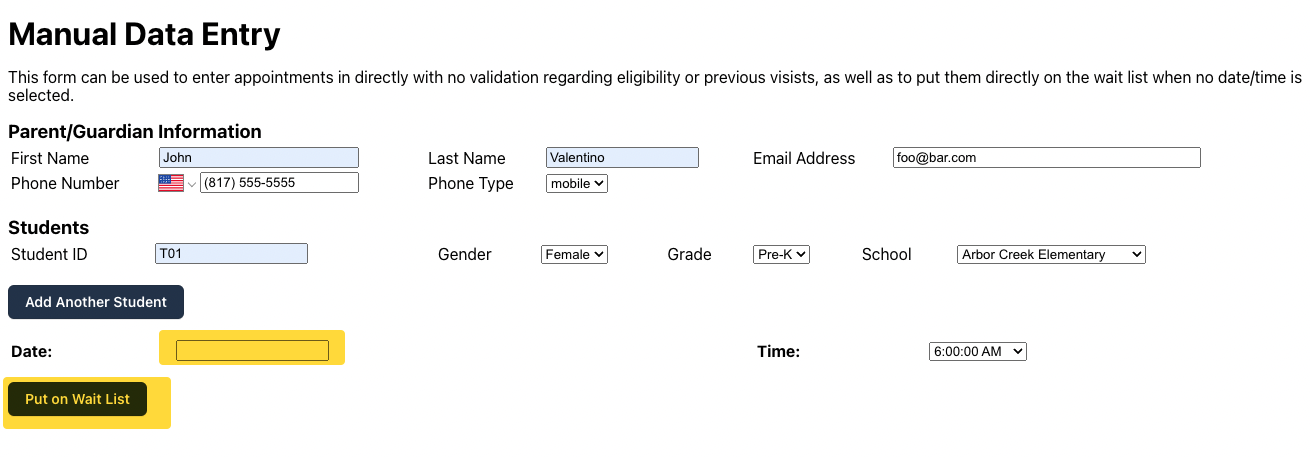 Manual Data Entry
This form can be used to enter appointments in directly with no validation regarding eligibility or previous visists, as well as to put them directly on the wait list when no date/time is
selected.
Parent/Guardian Information
First Name John Last Name Valentino Email Address foo@bar.com
Phone Number (817) 555-5555 Phone Type mobile
Students
Student ID T01 Gender Female Grade Pre-K School Arbor Creek Elementary
Add Another Student
Date: Time: 6:00:00 AM
Put on Wait List